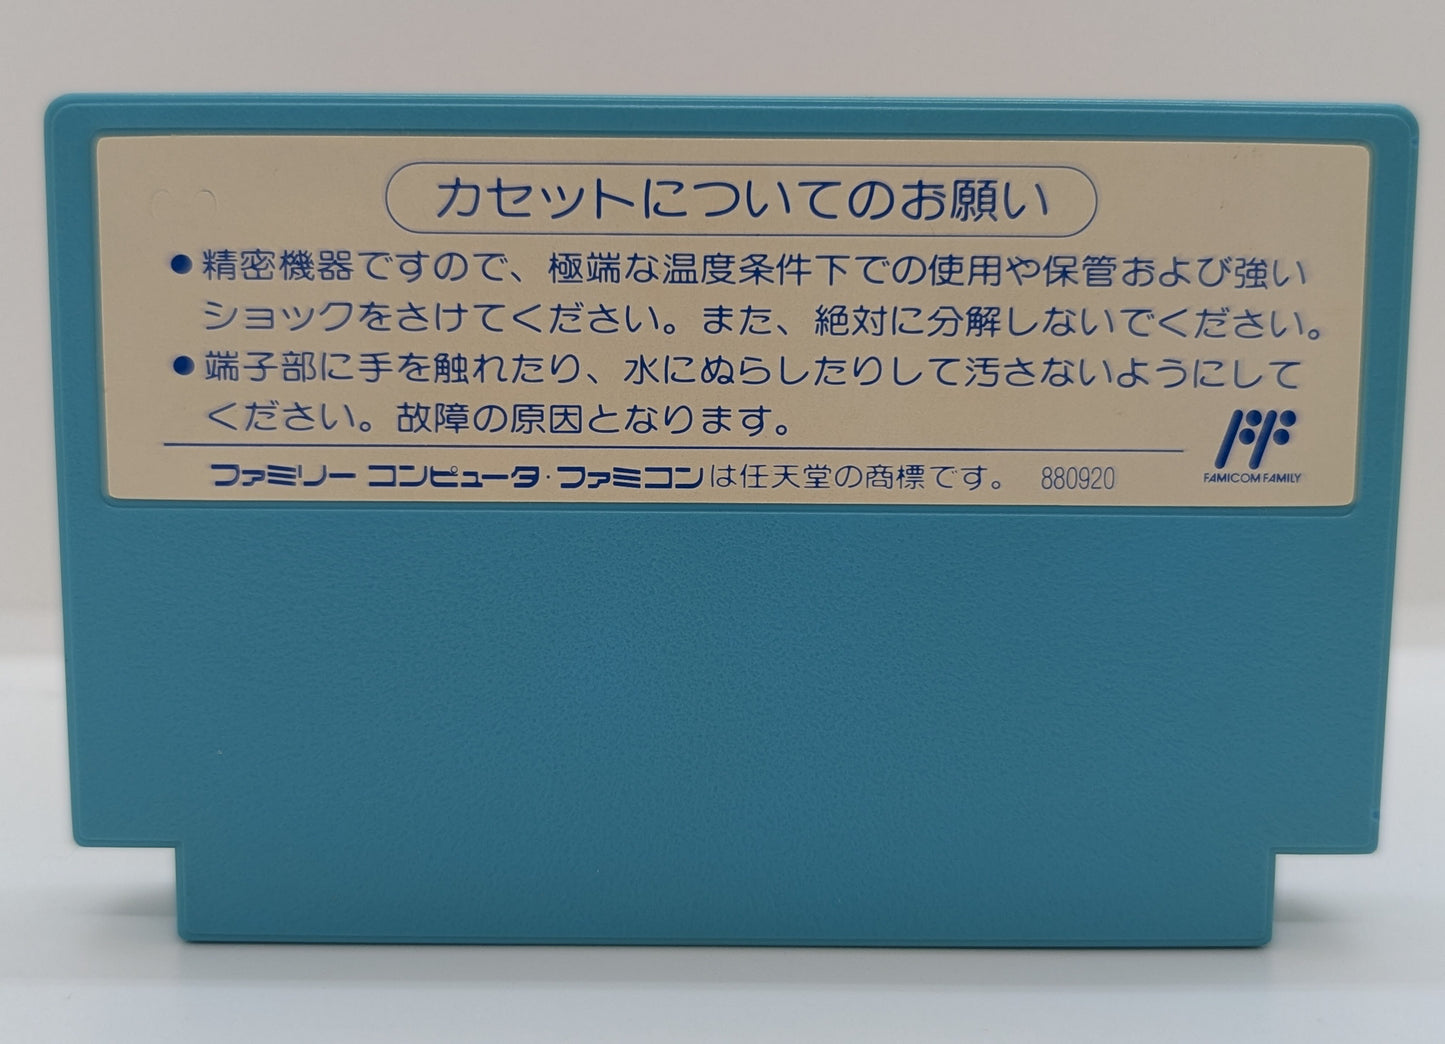 カセットについてのお願い
●精密機器ですので、極端な温度条件下での使用や保管および強い
ショックをさけてください。また、絶対に分解しないでください。
●端子部に手を触れたり、水にぬらしたりして汚さないようにして
ください。故障の原因となります。
ファミリー コンピュータ・ファミコンは任天堂の商標です。 880920
FF
FAMICOM FAMILY